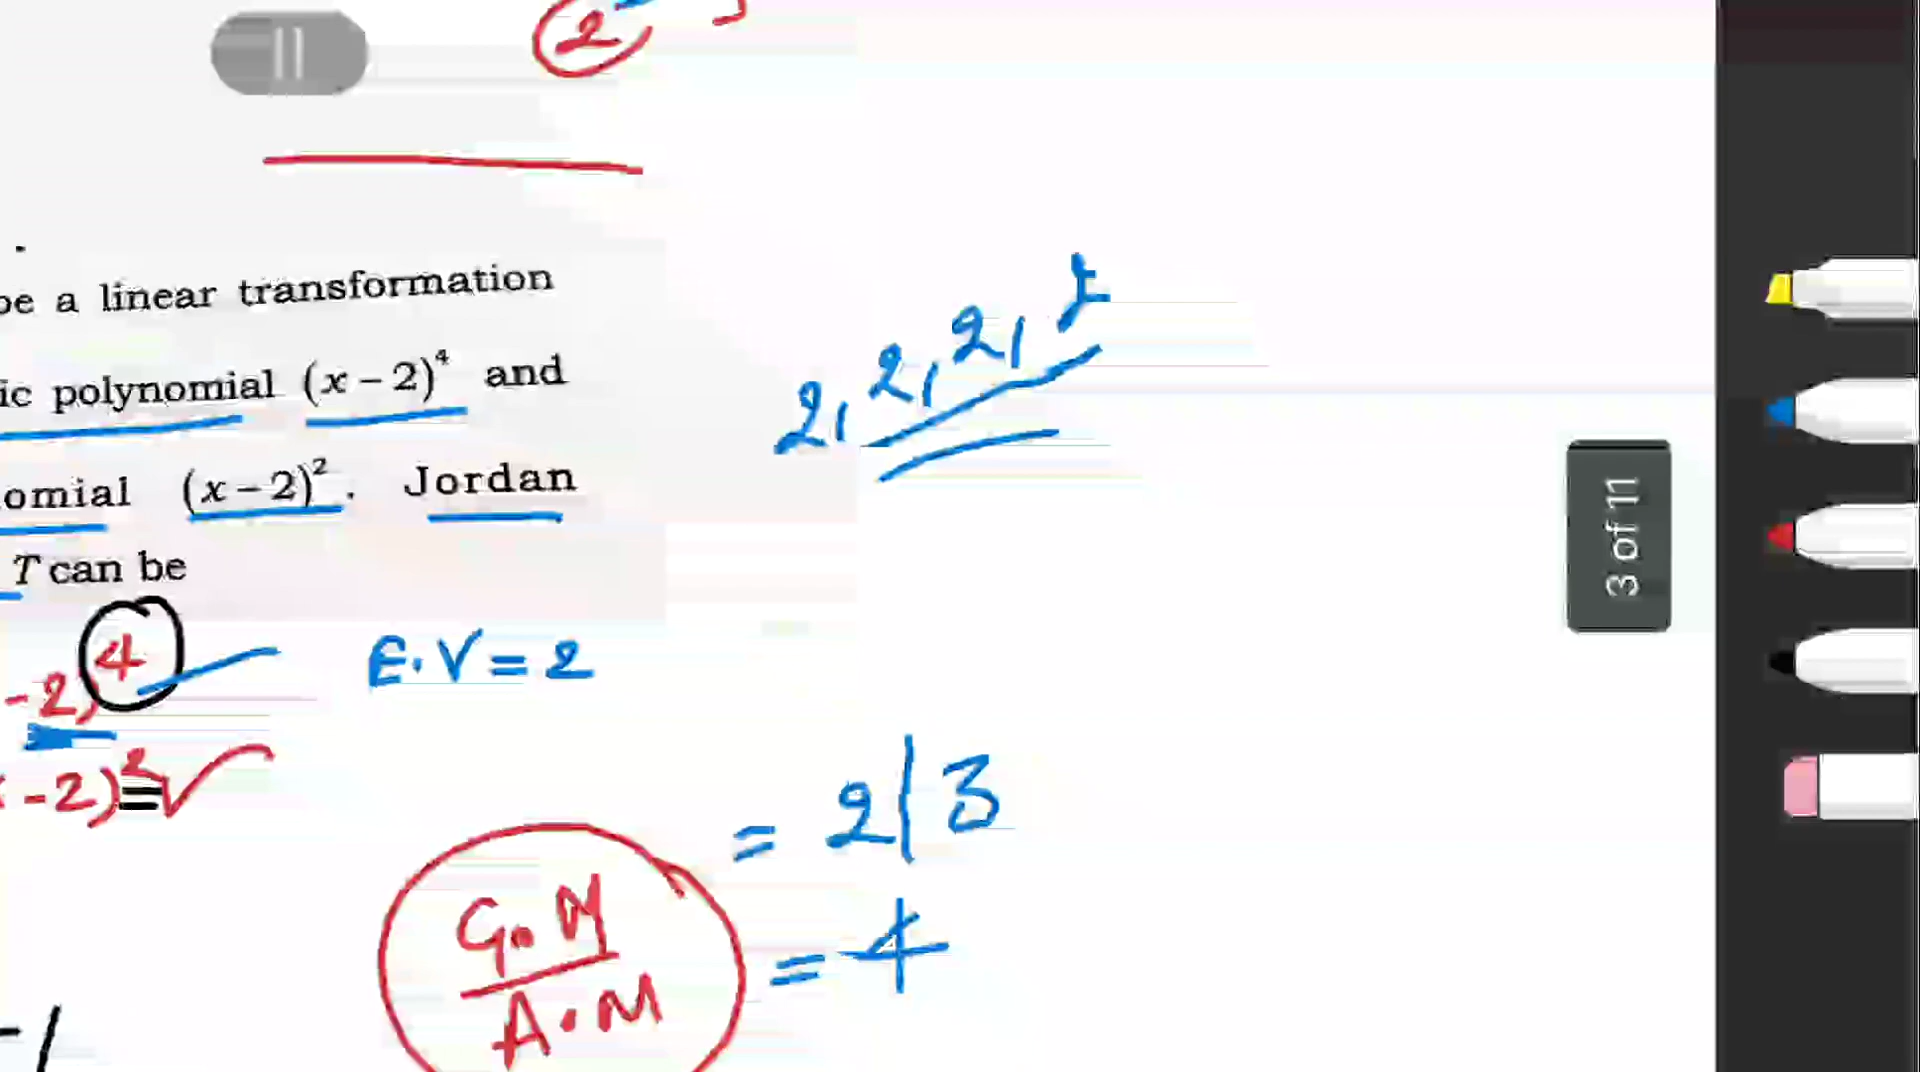 2
be a linear transformation
ic polynomial (x – 2)⁴ and
omial (x – 2)². Jordan
T can be
2, 2, 2, 2
-2)4
E.V = 2
-2)²
= 2 | 3
G.M
A.M
= 4
3 of 11